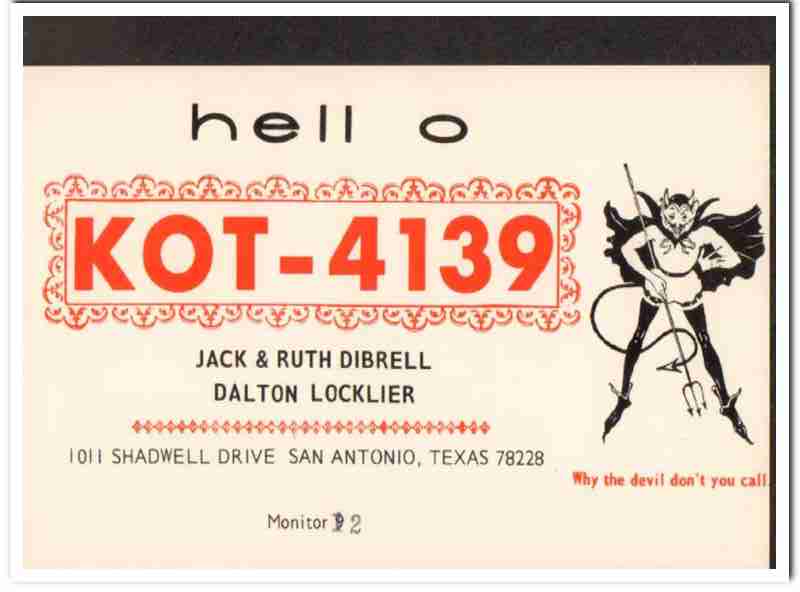 hell o
KOT-4139
JACK & RUTH DIBRELL
DALTON LOCKLIER
1011 SHADWELL DRIVE SAN ANTONIO, TEXAS 78228
Why the devil don't you call
Monitor 2